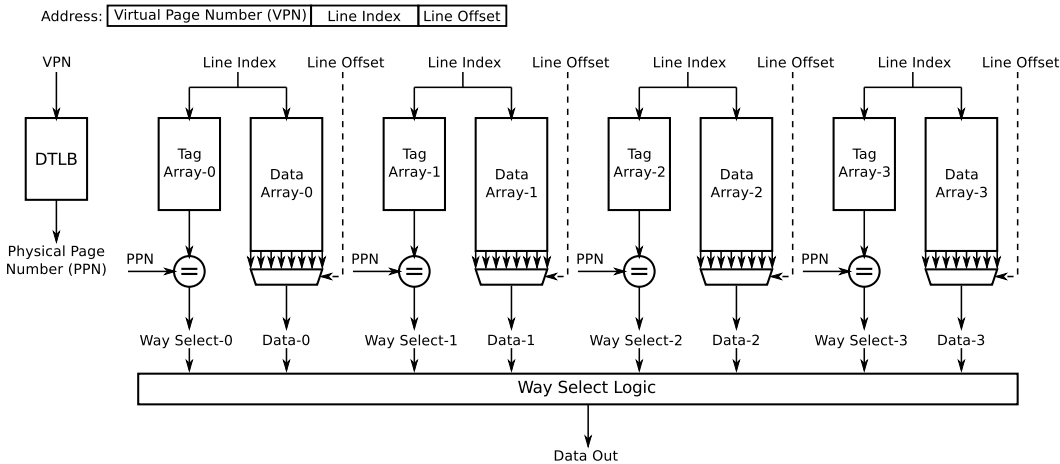 Address: Virtual Page Number (VPN) Line Index Line Offset
VPN Line Index Line Offset Line Index Line Offset Line Index Line Offset Line Index Line Offset
DTLB
Tag
Array-0
Data
Array-0
Tag
Array-1
Data
Array-1
Tag
Array-2
Data
Array-2
Tag
Array-3
Data
Array-3
Physical Page
Number (PPN)
PPN = PPN = PPN = PPN =
Way Select-0 Data-0 Way Select-1 Data-1 Way Select-2 Data-2 Way Select-3 Data-3
Way Select Logic
Data Out